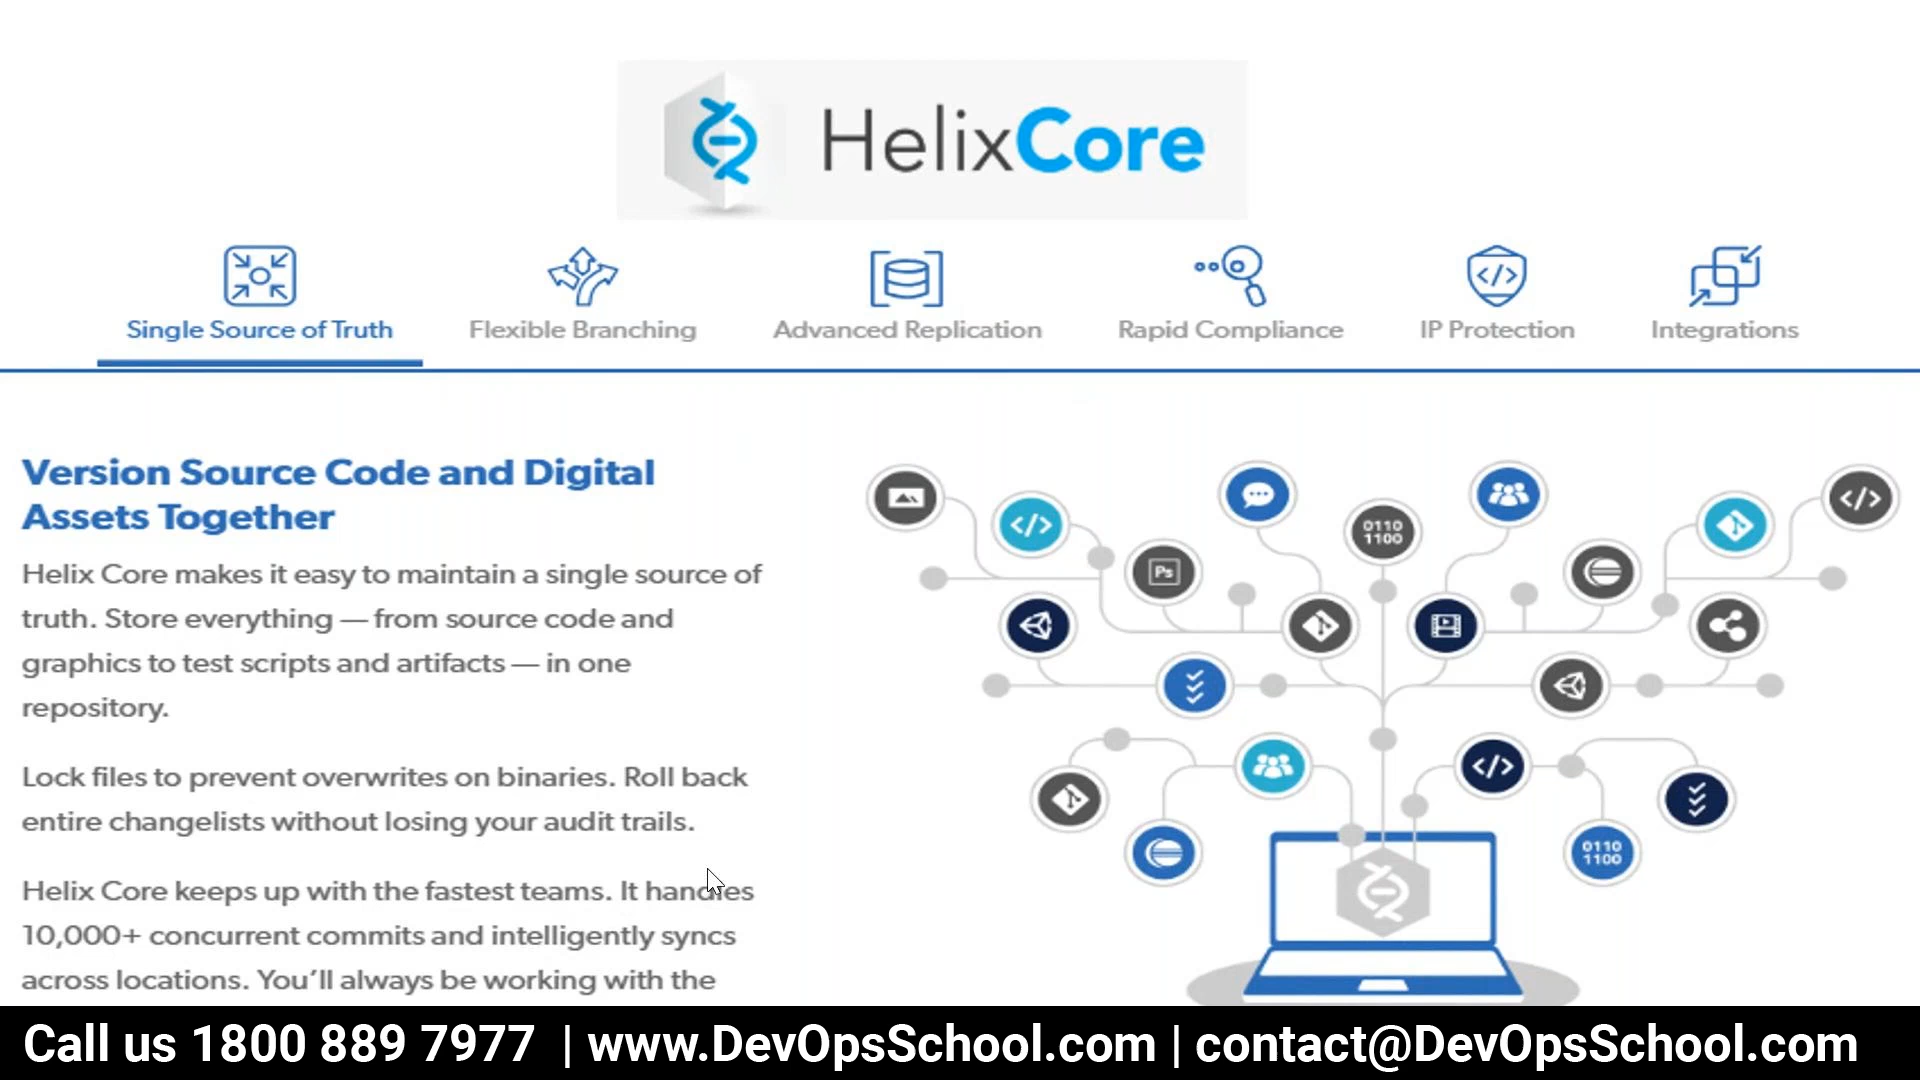 HelixCore
Single Source of Truth
Flexible Branching
Advanced Replication
Rapid Compliance
IP Protection
Integrations
Version Source Code and Digital
Assets Together
Helix Core makes it easy to maintain a single source of
truth. Store everything — from source code and
graphics to test scripts and artifacts — in one
repository.
Lock files to prevent overwrites on binaries. Roll back
entire changelists without losing your audit trails.
Helix Core keeps up with the fastest teams. It handles
10,000+ concurrent commits and intelligently syncs
across locations. You’ll always be working with the
</> 
0110
1100
</>
Ps
</>
0110
1100
Call us 1800 889 7977 | www.DevOpsSchool.com | contact@DevOpsSchool.com